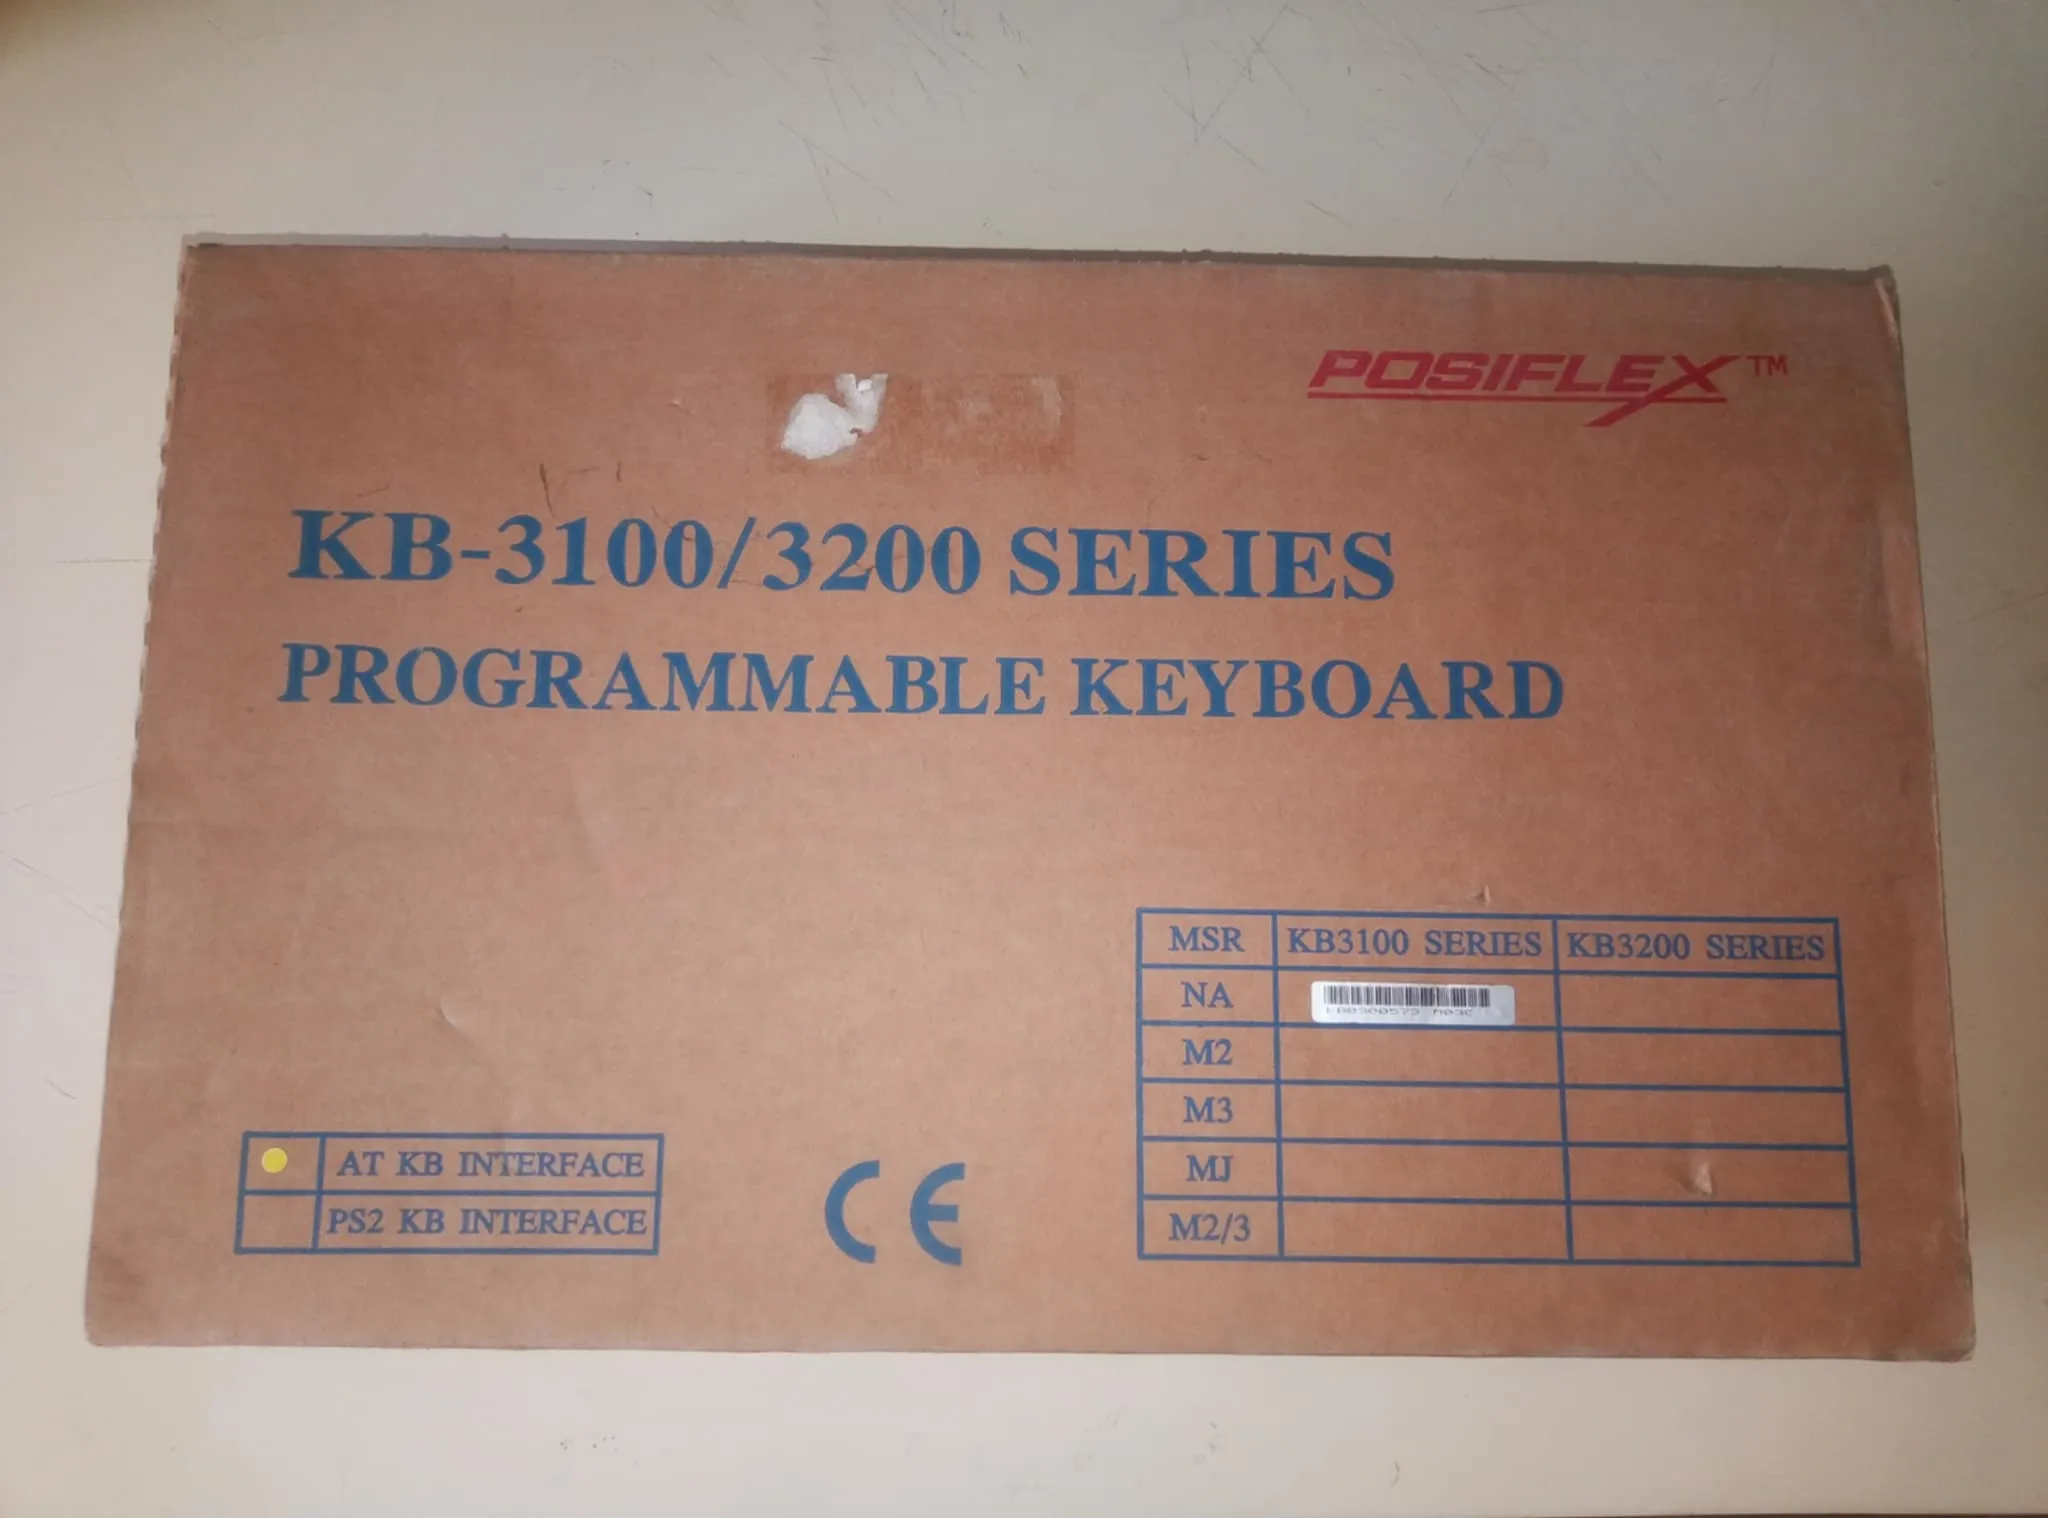 POSIFLEX™
KB-3100/3200 SERIES
PROGRAMMABLE KEYBOARD
MSR KB3100 SERIES KB3200 SERIES
NA
M2
M3
MJ
M2/3
AT KB INTERFACE
PS2 KB INTERFACE
CE